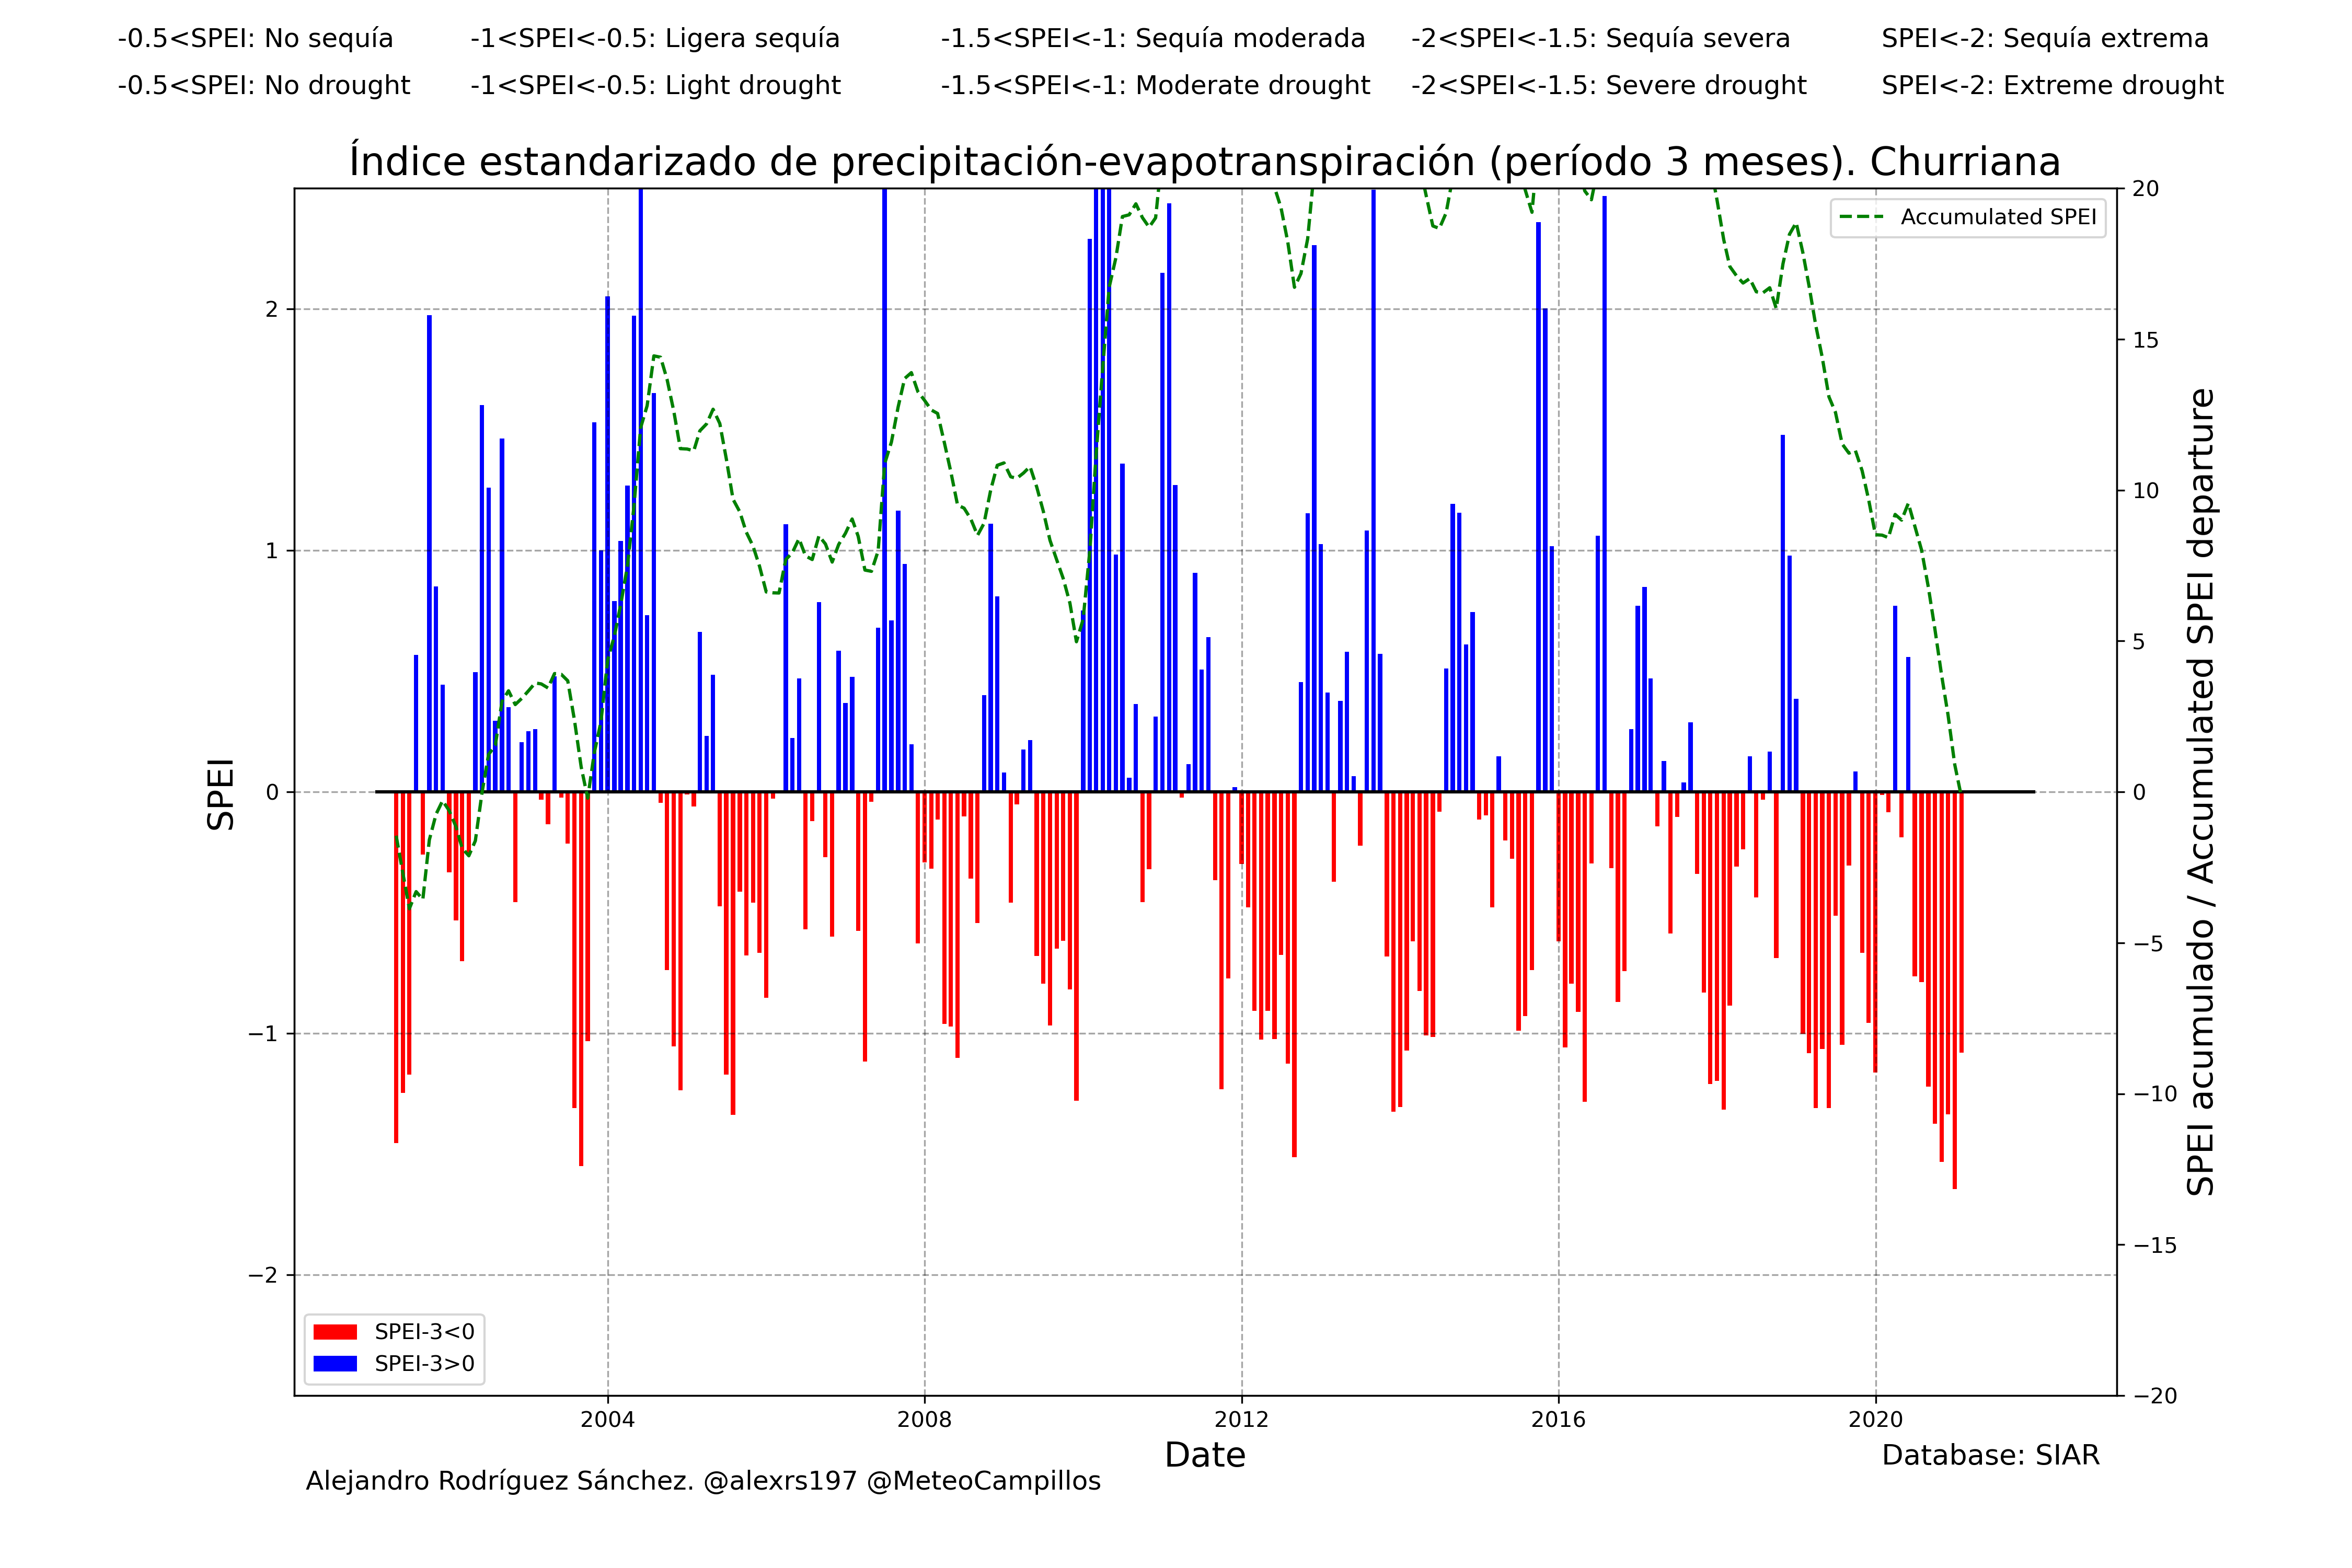 -0.5<SPEI: No sequía -1<SPEI<-0.5: Ligera sequía -1.5<SPEI<-1: Sequía moderada -2<SPEI<-1.5: Sequía severa SPEI<-2: Sequía extrema
-0.5<SPEI: No drought -1<SPEI<-0.5: Light drought -1.5<SPEI<-1: Moderate drought -2<SPEI<-1.5: Severe drought SPEI<-2: Extreme drought
Índice estandarizado de precipitación-evapotranspiración (período 3 meses). Churriana
Accumulated SPEI
SPEI
2
1
0
−1
−2
20
15
10
5
0
−5
−10
−15
−20
SPEI acumulado / Accumulated SPEI departure
SPEI-3<0
SPEI-3>0
2004 2008 2012 2016 2020
Date
Database: SIAR
Alejandro Rodríguez Sánchez. @alexrs197 @MeteoCampillos